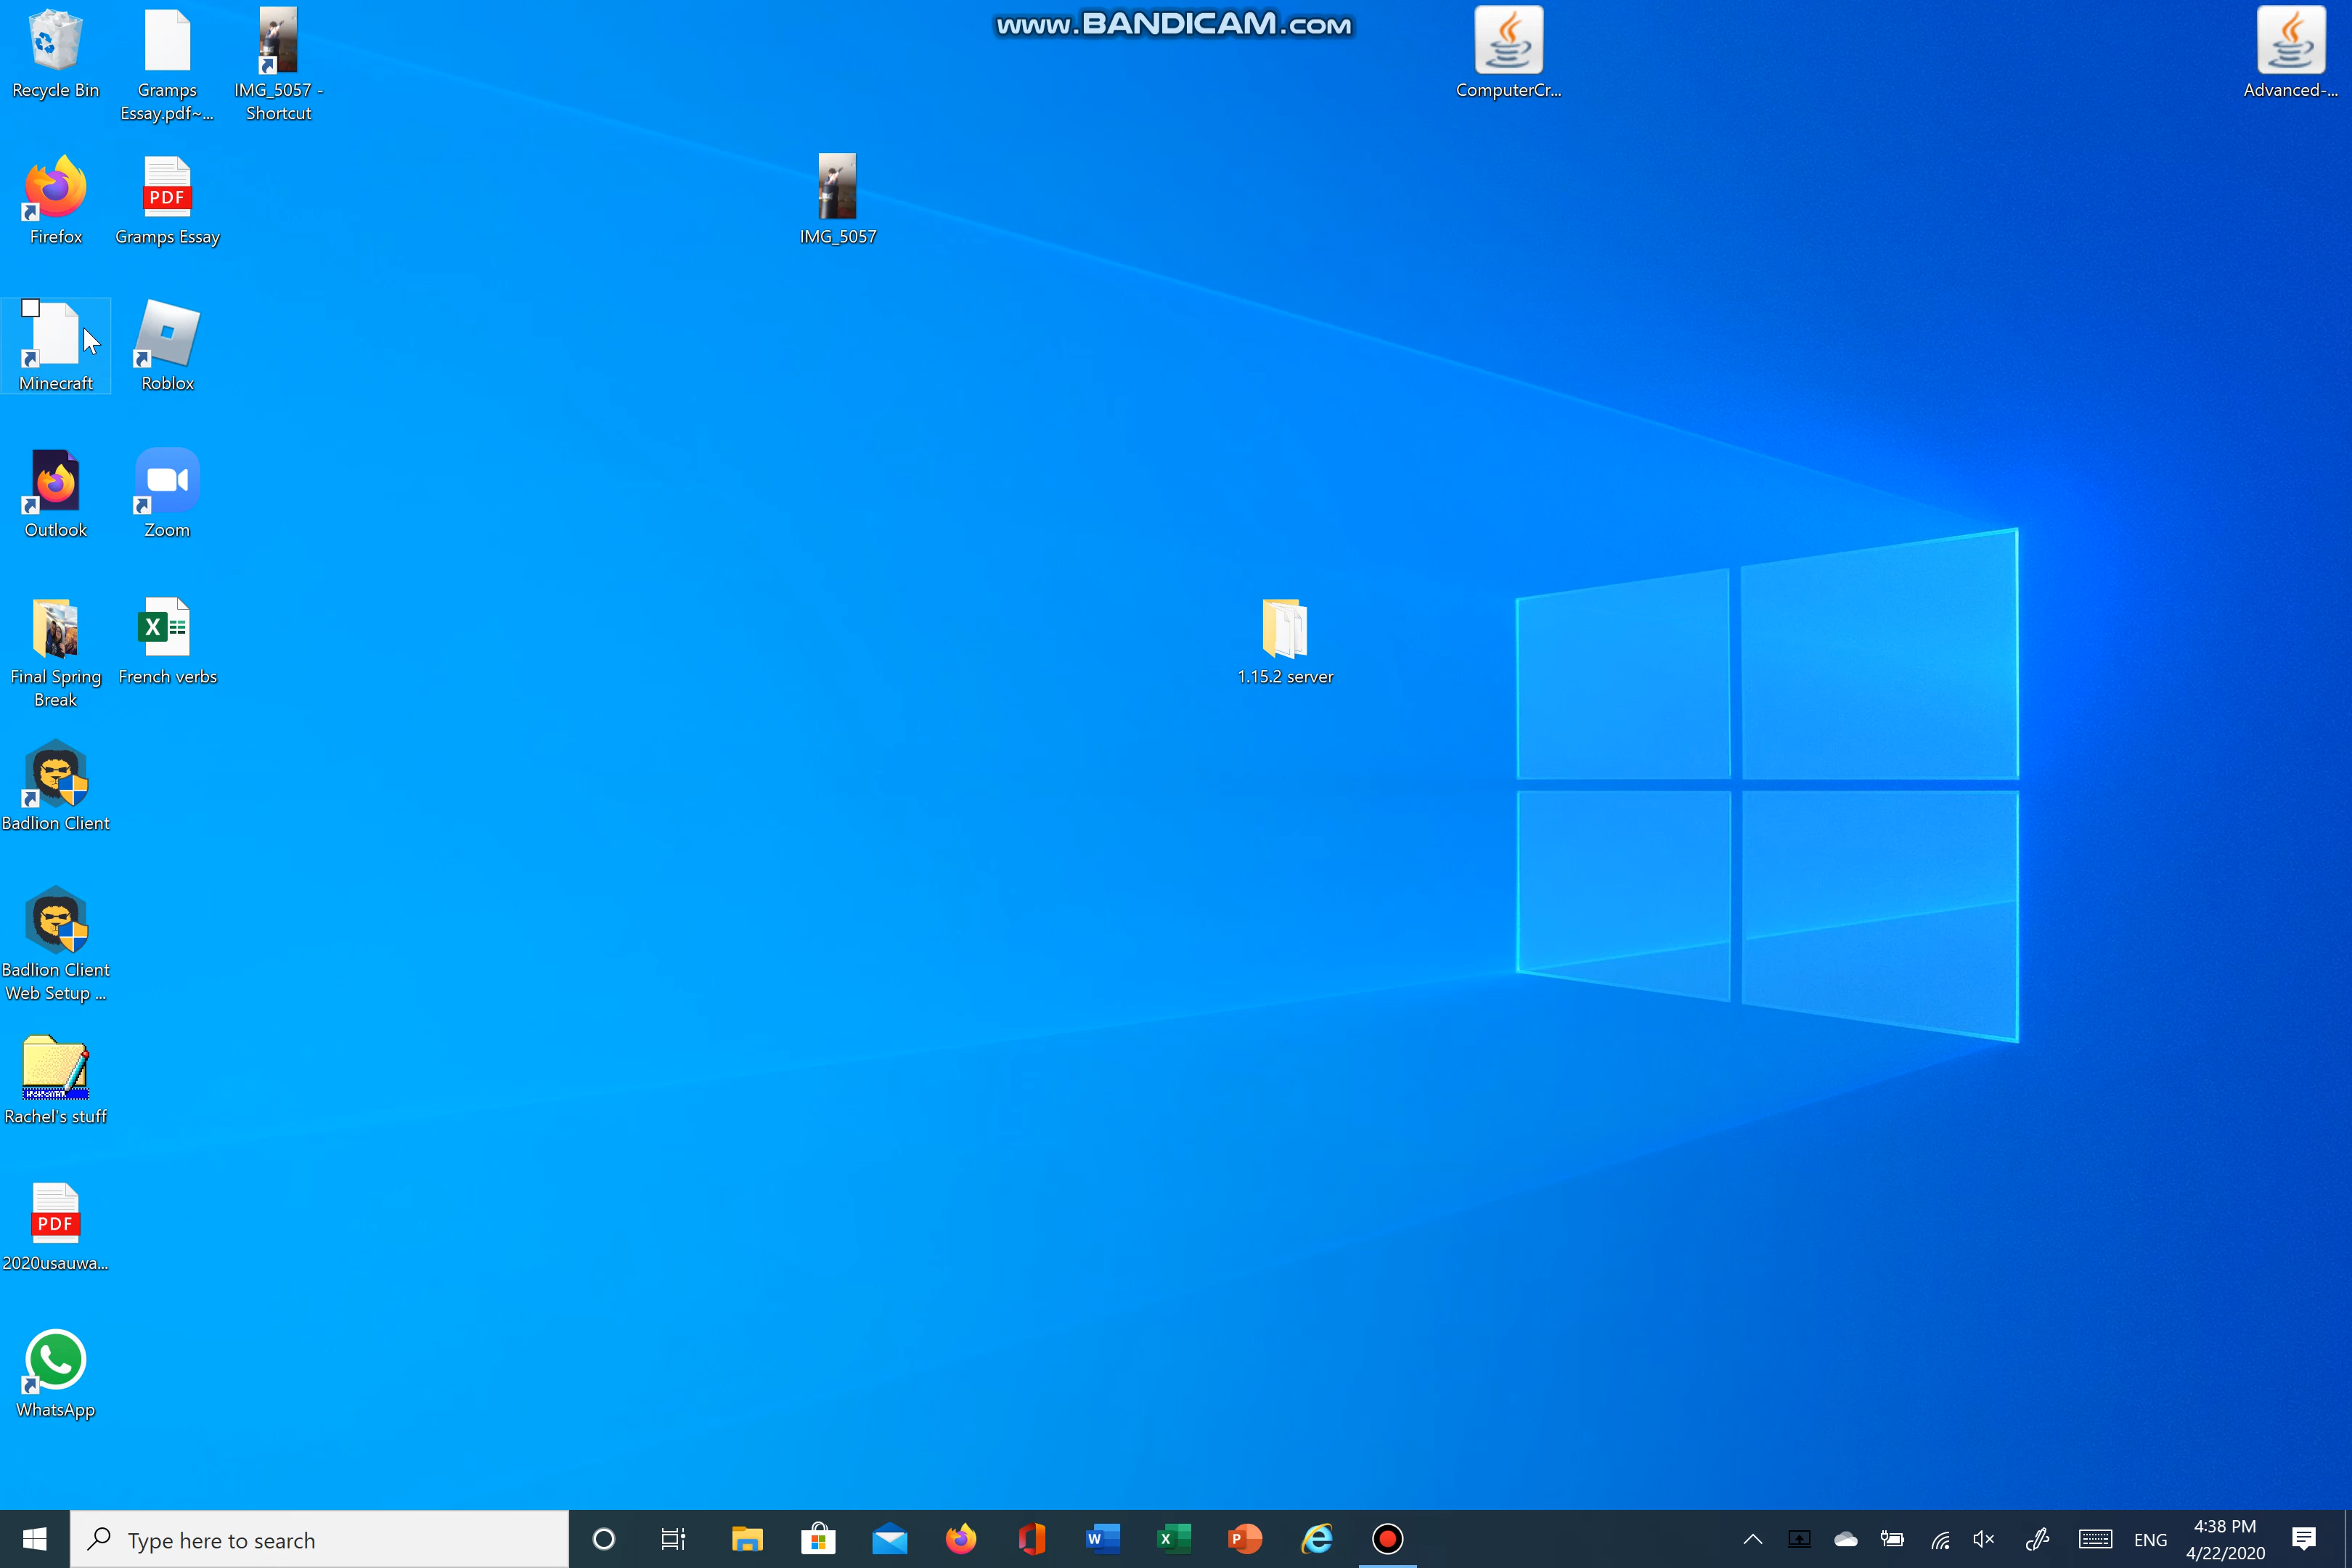 www.BANDICAM.com
Recycle Bin
Gramps
Essay.pdf~...
IMG_5057 -
Shortcut
ComputerCr...
Advanced-...
Firefox
PDF
Gramps Essay
IMG_5057
Minecraft
Roblox
Outlook
Zoom
Final Spring
Break
X
French verbs
1.15.2 server
Badlion Client
Badlion Client
Web Setup ...
Rachel's stuff
PDF
2020usauwa...
WhatsApp
Type here to search
W
X
P
ENG
4:38 PM
4/22/2020